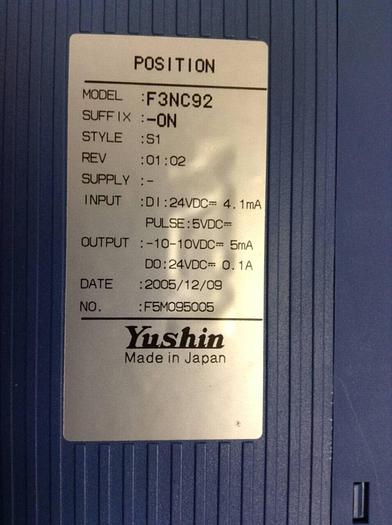 POSITION
MODEL :F3NC92
SUFFIX :-0N
STYLE :S1
REV :01:02
SUPPLY :-
INPUT :DI:24VDC⎓ 4.1mA
PULSE:5VDC⎓
OUTPUT :-10-10VDC⎓ 5mA
DO:24VDC⎓ 0.1A
DATE :2005/12/09
NO. :F5M095005
Yushin
Made in Japan